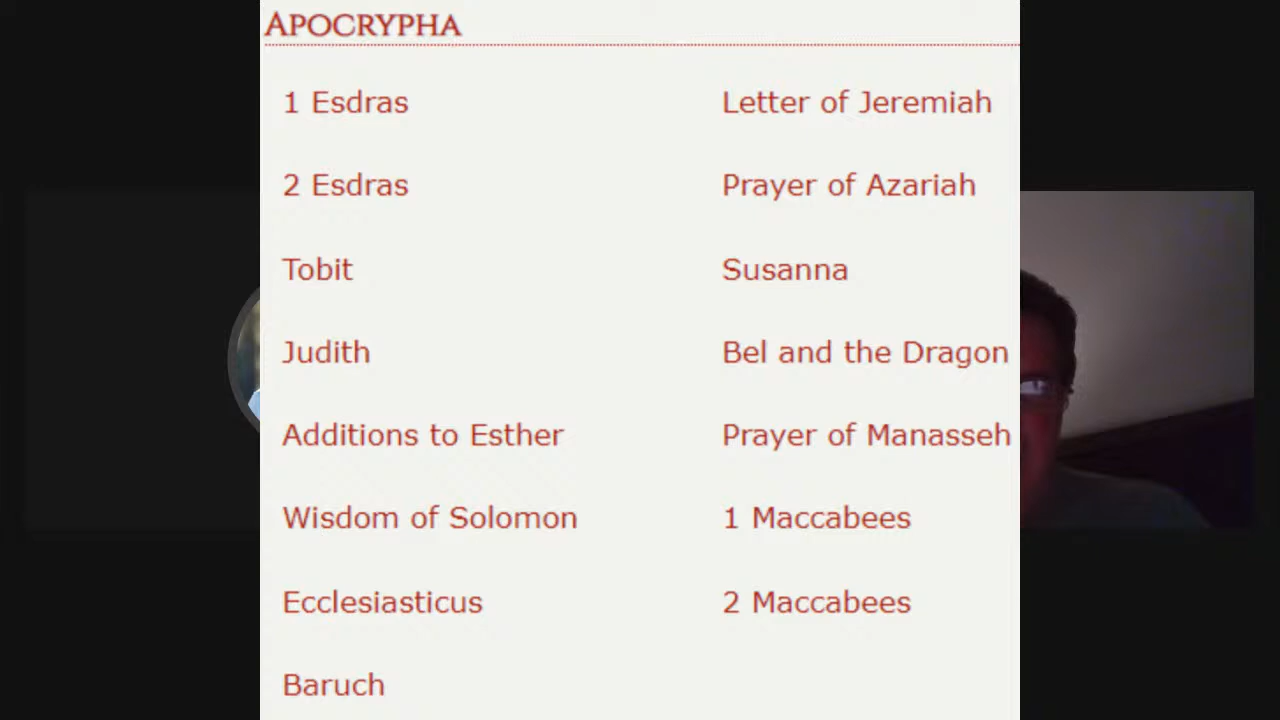 APOCRYPHA
1 Esdras
2 Esdras
Tobit
Judith
Additions to Esther
Wisdom of Solomon
Ecclesiasticus
Baruch
Letter of Jeremiah
Prayer of Azariah
Susanna
Bel and the Dragon
Prayer of Manasseh
1 Maccabees
2 Maccabees